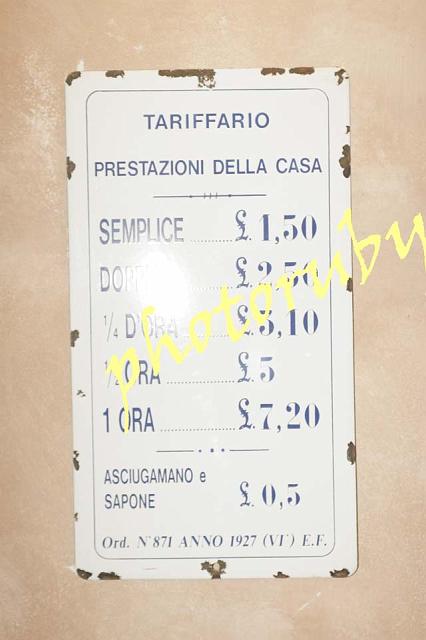 TARIFFARIO
PRESTAZIONI DELLA CASA
SEMPLICE ........ £. 1,50
£. 2,50
¼ D'ORA ........ £. 3,10
½ ORA ............ £. 5
1 ORA ............ £. 7,20
ASCIUGAMANO e
SAPONE £. 0,5
Ord. N° 871 ANNO 1927 (VI°) E.F.
photoruby